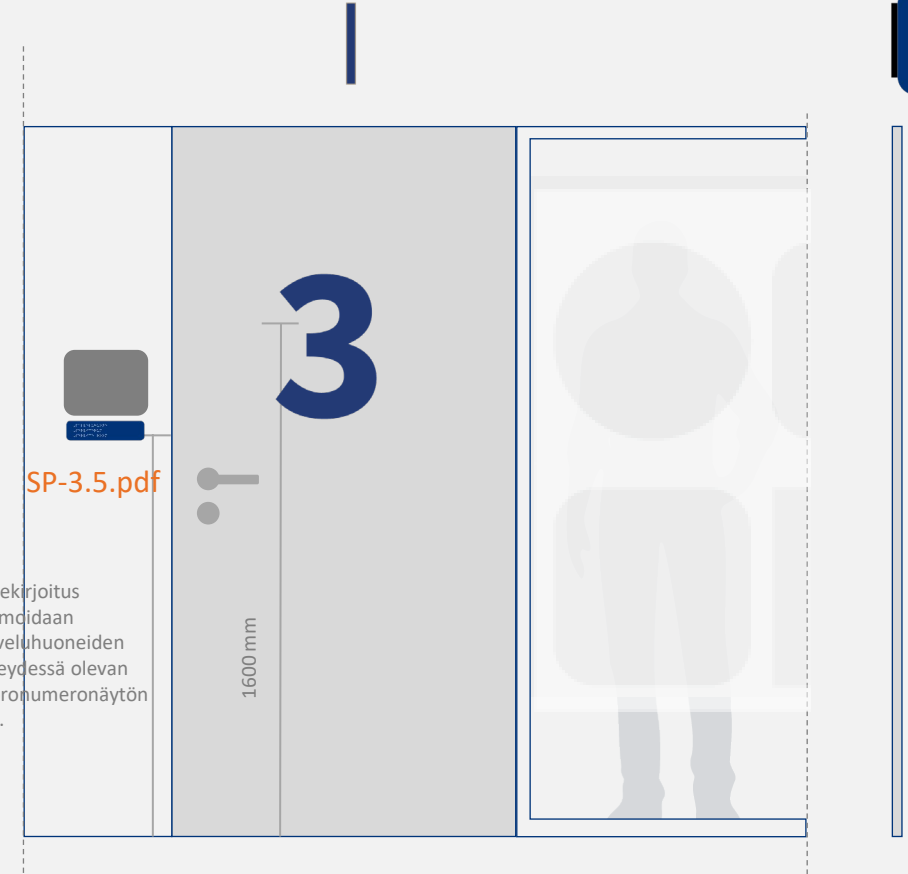 3
SP-3.5.pdf
ekirjoitus
moidaan
veluhuoneiden
eydessä olevan
ronumeronäytön
.
1600 mm